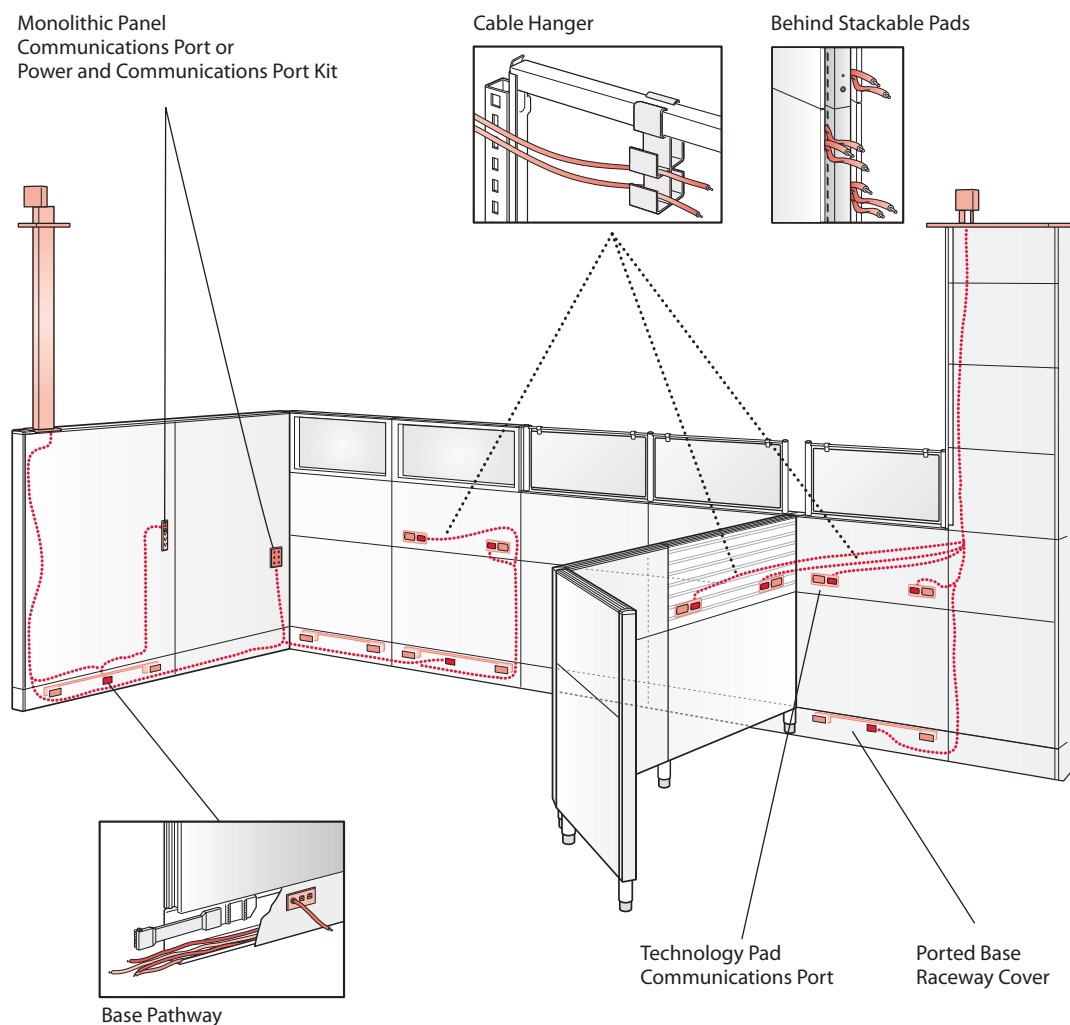 Monolithic Panel
Communications Port or
Power and Communications Port Kit
Cable Hanger
Behind Stackable Pads
Technology Pad
Communications Port
Ported Base
Raceway Cover
Base Pathway